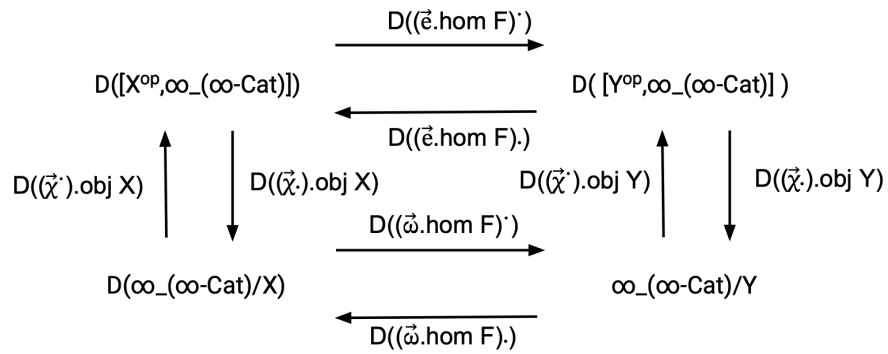 D((e⃗.hom F)˙)
D([Xᵒᵖ,∞_(∞-Cat)]) D( [Yᵒᵖ,∞_(∞-Cat)] )
D((e⃗.hom F).)
D((χ⃗˙).obj X) D((χ⃗.).obj X) D((χ⃗˙).obj Y) D((χ⃗.).obj Y)
D((ω⃗.hom F)˙)
D(∞_(∞-Cat)/X) ∞_(∞-Cat)/Y
D((ω⃗.hom F).)